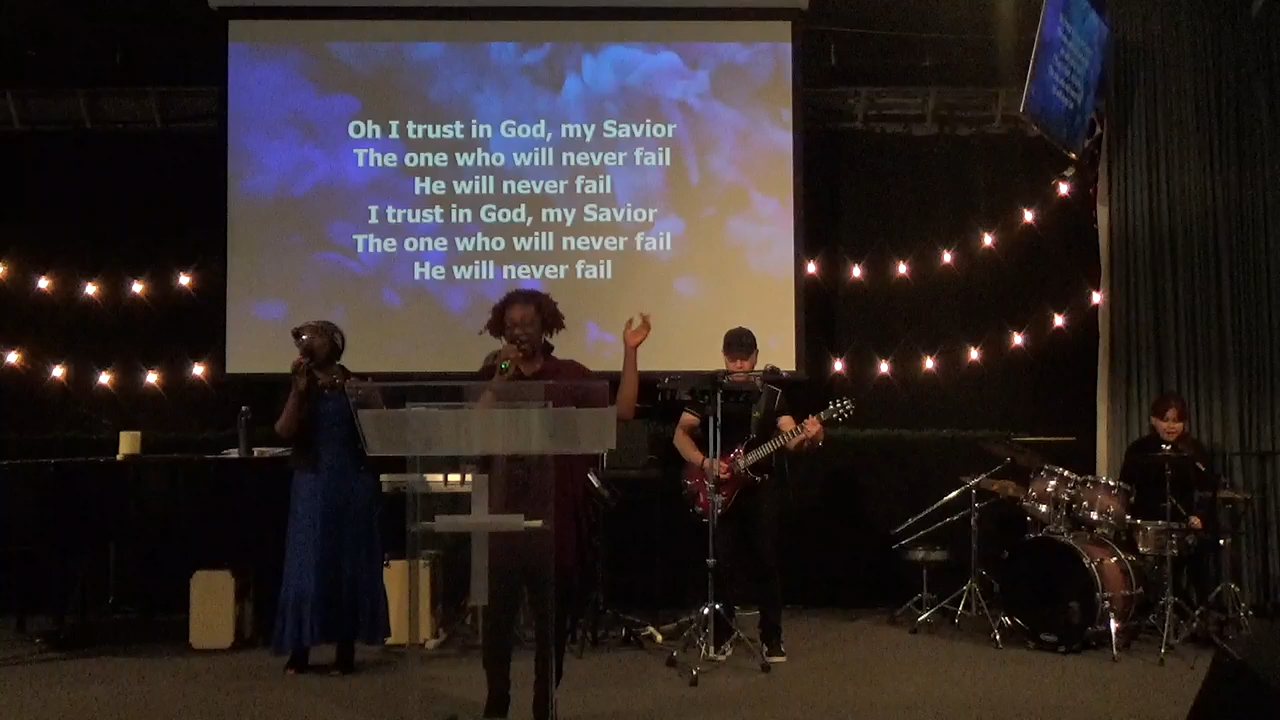 Oh I trust in God, my Savior
The one who will never fail
He will never fail
I trust in God, my Savior
The one who will never fail
He will never fail